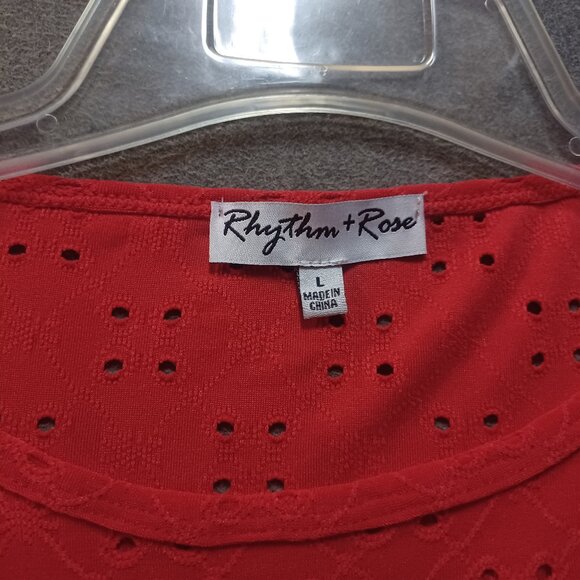 Rhythm + Rose
L
MADE IN
CHINA